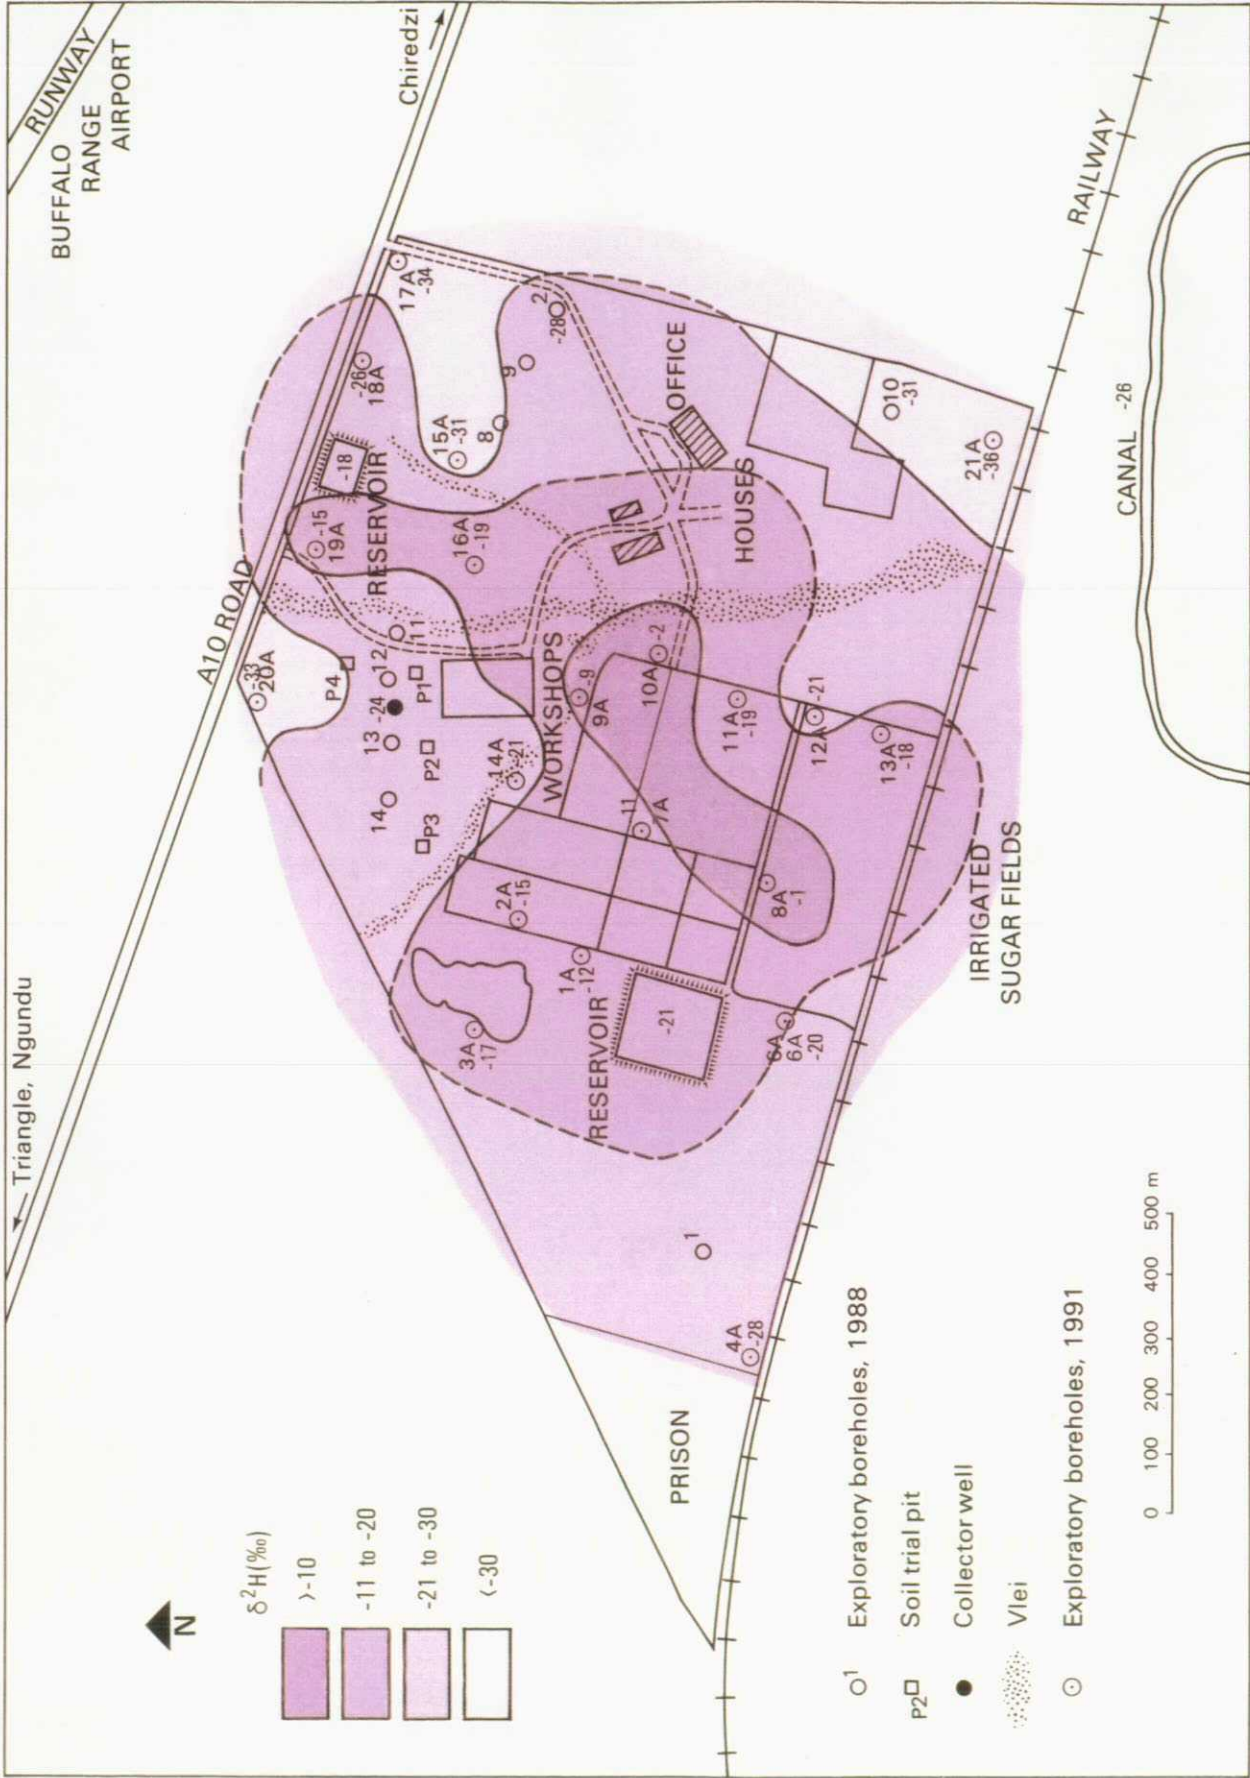 Triangle, Ngundu
Chiredzi
RUNWAY
BUFFALO
RANGE
AIRPORT
A10 ROAD
N
δ²H(‰)
>-10
-11 to -20
-21 to -30
<-30
-33
20A
P4
-15
19A
-18
RESERVOIR
-26
18A
17A
-34
11
12
-24
13
14
P1
P2
P3
16A
-19
15A
-31
8
9
2
-28
14A
-21
WORKSHOPS
OFFICE
HOUSES
3A
-17
2A
-15
1A
-12
RESERVOIR
-21
-9
9A
10A
-2
11
7A
11A
-19
8A
-1
12A
-21
13A
-18
6A
6A
-20
10
-31
21A
-36
1
4A
-28
PRISON
IRRIGATED
SUGAR FIELDS
RAILWAY
CANAL -26
1
Exploratory boreholes, 1988
P2
Soil trial pit
Collector well
Vlei
Exploratory boreholes, 1991
0 100 200 300 400 500 m